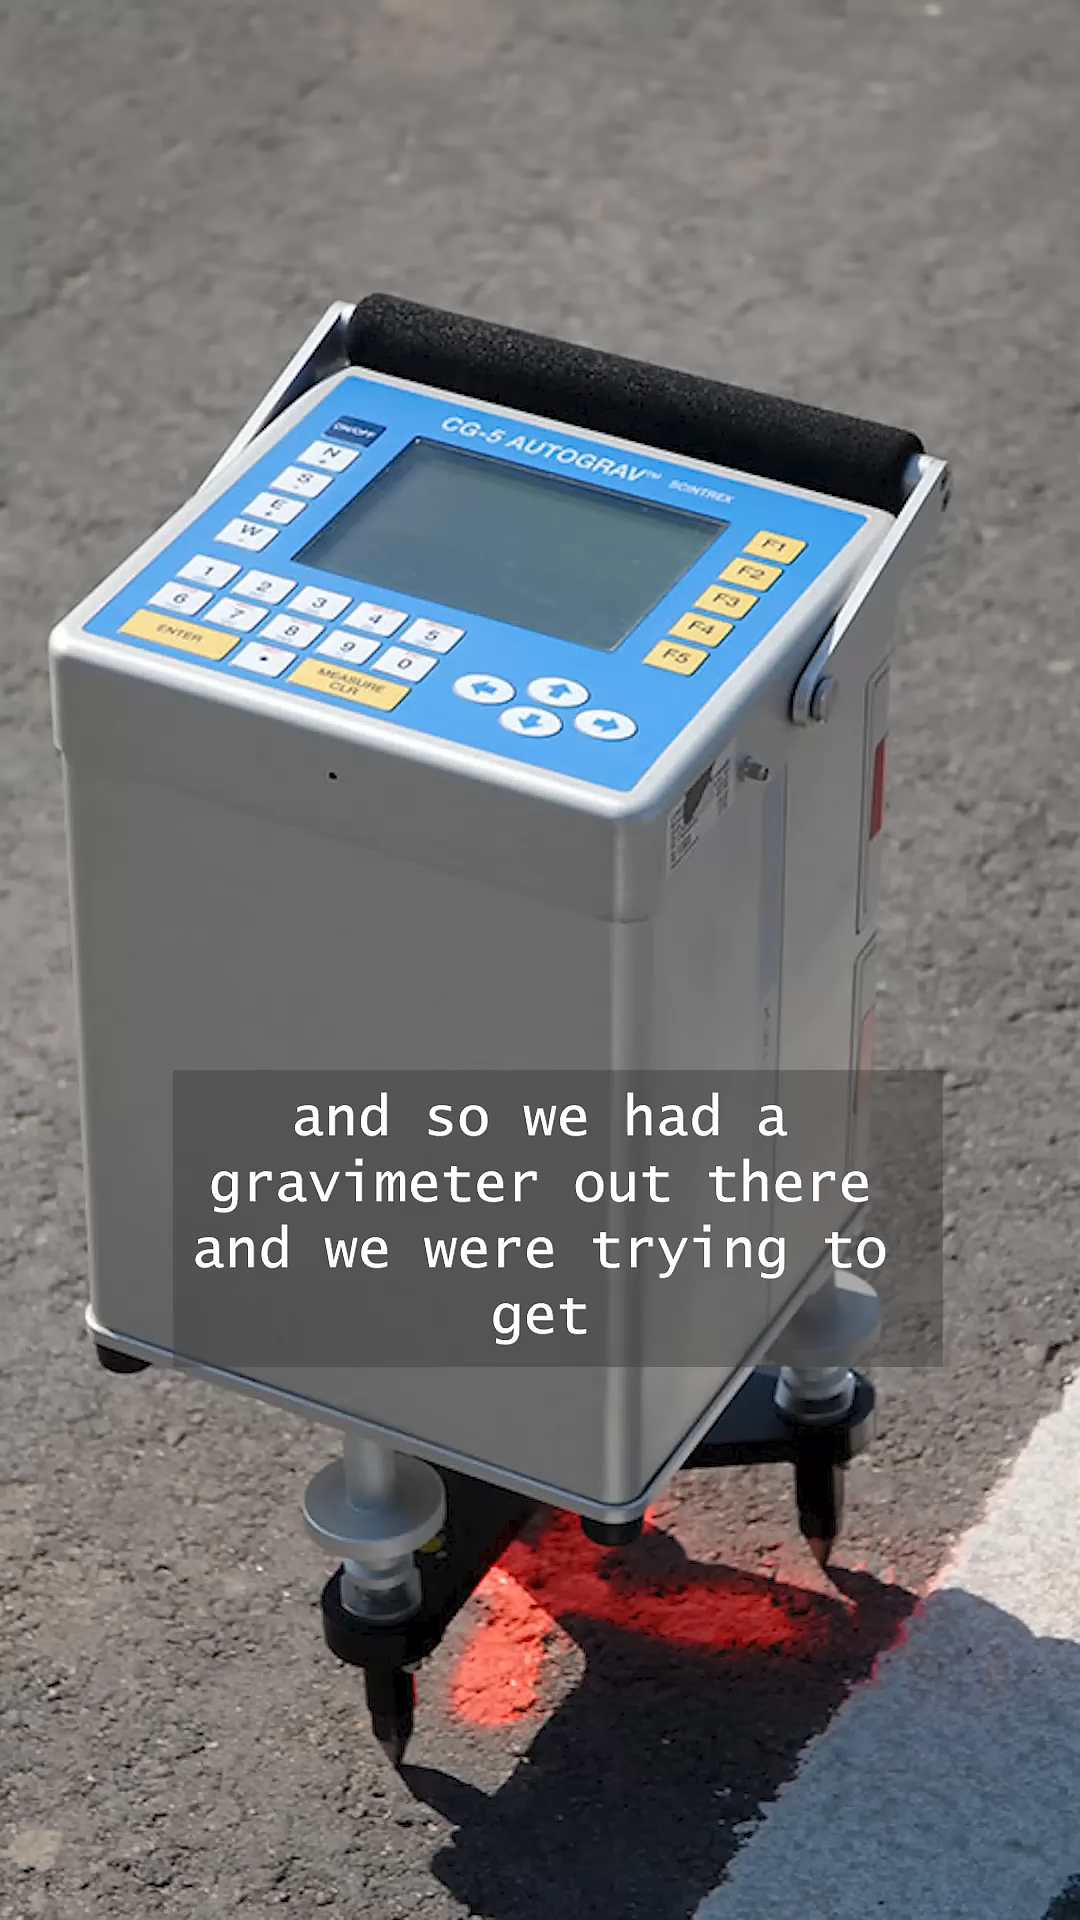 CG-5 AUTOGRAV™ SCINTREX
ON/OFF
N
S
E
W
F1
F2
F3
F4
F5
1 2 3 4 5
6 7 8 9 0
ENTER
.
MEASURE
CLR
and so we had a
gravimeter out there
and we were trying to
get